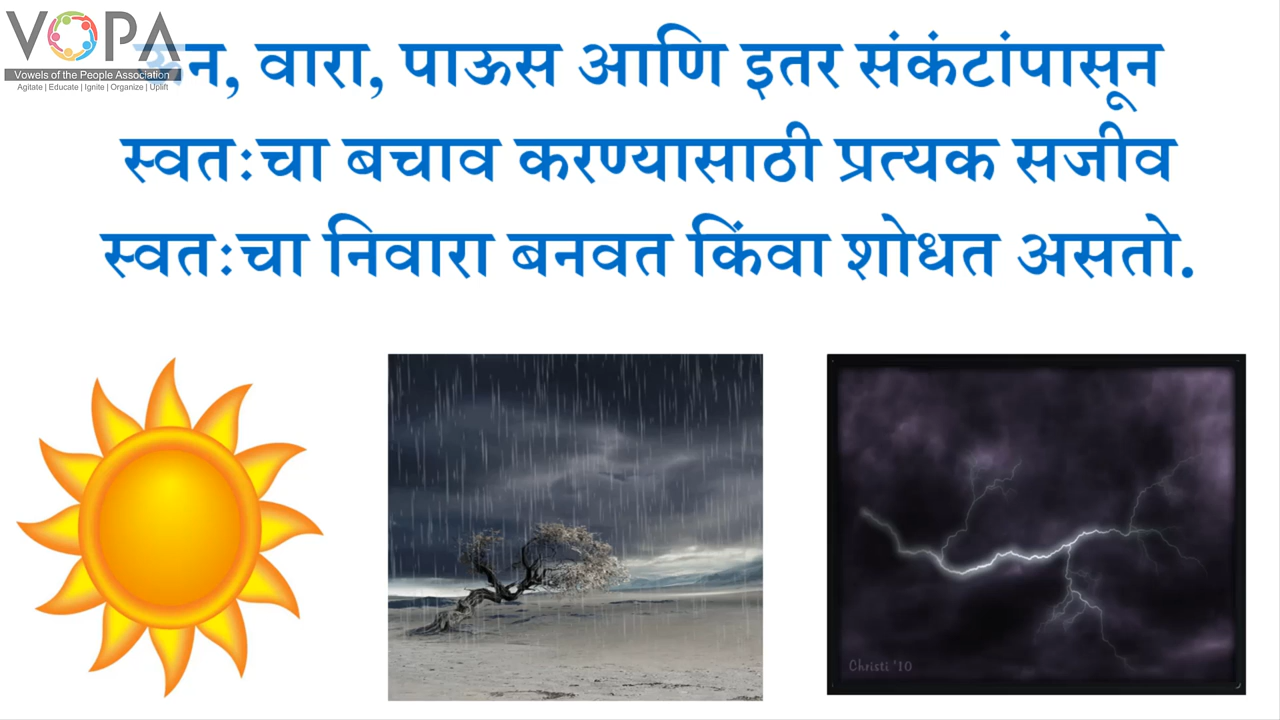 VOPA
Vowels of the People Association
Agitate | Educate | Ignite | Organize | Uplift
ऊन, वारा, पाऊस आणि इतर संकंटांपासून
स्वतःचा बचाव करण्यासाठी प्रत्यक सजीव
स्वतःचा निवारा बनवत किंवा शोधत असतो.
Christi '10